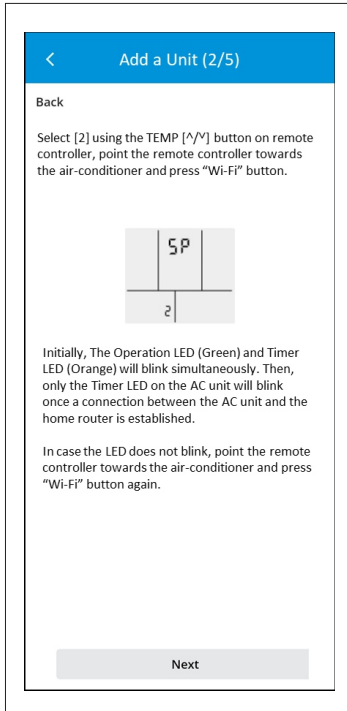 Add a Unit (2/5)
Back
Select [2] using the TEMP [^/˅] button on remote
controller, point the remote controller towards
the air-conditioner and press “Wi-Fi” button.
SP
2
Initially, The Operation LED (Green) and Timer
LED (Orange) will blink simultaneously. Then,
only the Timer LED on the AC unit will blink
once a connection between the AC unit and the
home router is established.
In case the LED does not blink, point the remote
controller towards the air-conditioner and press
“Wi-Fi” button again.
Next